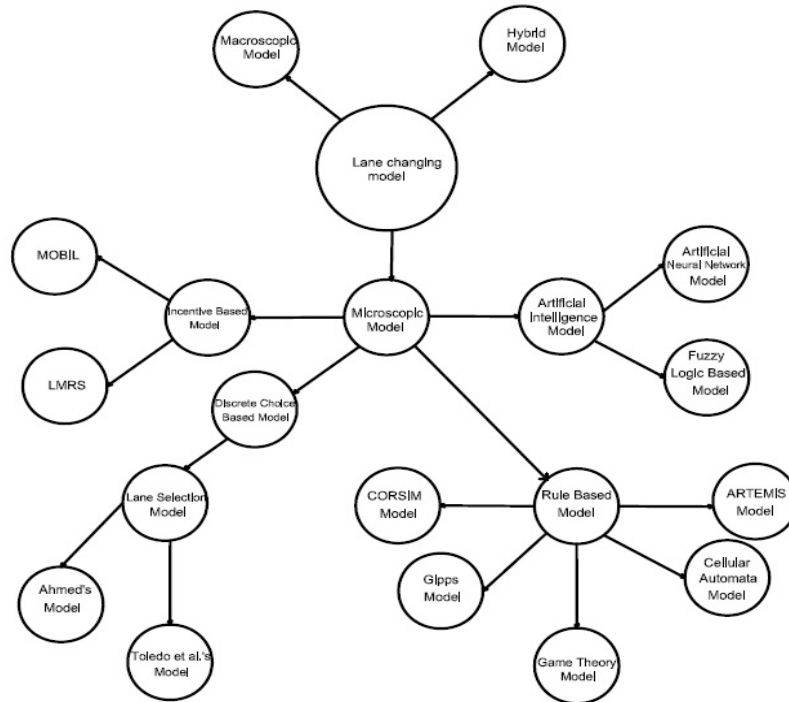 Macroscopic
Model
Hybrid
Model
Lane changing
model
MOBIL
Artificial
Neural Network
Model
Incentive Based
Model
Microscopic
Model
Artificial
Intelligence
Model
LMRS
Fuzzy
Logic Based
Model
Discrete Choice
Based Model
Lane Selection
Model
CORSIM
Model
Rule Based
Model
ARTEMIS
Model
Ahmed's
Model
Gipps
Model
Cellular
Automata
Model
Toledo et al.'s
Model
Game Theory
Model